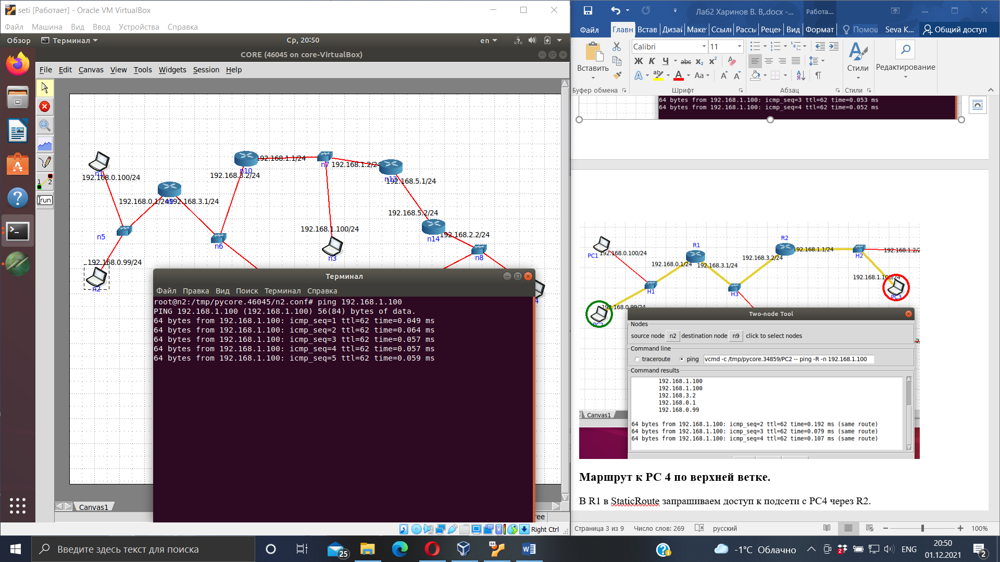 seti [Работает] - Oracle VM VirtualBox
Файл Машина Вид Ввод Устройства Справка
Обзор Терминал Ср, 20:50 en
CORE (46045 on core-VirtualBox)
File Edit Canvas View Tools Widgets Session Help
run
n1
192.168.0.100/24
192.168.0.1/24
n9
192.168.3.1/24
192.168.3.2/24
n10
192.168.1.1/24
n7
192.168.1.2/24
n13
192.168.5.1/24
192.168.5.2/24
n14
192.168.2.2/24
n8
192.168.1.100/24
n3
n5
n6
192.168.0.99/24
n2
4
Терминал
Файл Правка Вид Поиск Терминал Справка
root@n2:/tmp/pycore.46045/n2.conf# ping 192.168.1.100
PING 192.168.1.100 (192.168.1.100) 56(84) bytes of data.
64 bytes from 192.168.1.100: icmp_seq=1 ttl=62 time=0.049 ms
64 bytes from 192.168.1.100: icmp_seq=2 ttl=62 time=0.064 ms
64 bytes from 192.168.1.100: icmp_seq=3 ttl=62 time=0.057 ms
64 bytes from 192.168.1.100: icmp_seq=4 ttl=62 time=0.057 ms
64 bytes from 192.168.1.100: icmp_seq=5 ttl=62 time=0.059 ms
Canvas1
ree
Right Ctrl
Лаб2 Харинов В. В,.docx -... Работа...
Файл Главн Встав Дизай Макет Ссылк Рассы Рецен Вид Формат Помощ Seva K... Общий доступ
Вставить
Calibri 11
Ж К Ч abc x₂ x²
Aa
Стили
Редактирование
Буфер обмена Шрифт Абзац Стили
64 bytes from 192.168.1.100: icmp_seq=3 ttl=62 time=0.053 ms
64 bytes from 192.168.1.100: icmp_seq=4 ttl=62 time=0.052 ms
PC1
192.168.0.100/24
R1
192.168.0.1/24
192.168.3.1/24
R2
192.168.3.2/24
192.168.1.1/24
H2
192.168.1.2/2
192.168.1.100/24
PC3
H1
H3
192.168.0.99/24
PC2
Two-node Tool
Nodes
source node n2 destination node n9 click to select nodes
Command line
traceroute ping vcmd -c /tmp/pycore.34859/PC2 -- ping -R -n 192.168.1.100
Command results
192.168.1.100
192.168.1.100
192.168.3.2
192.168.0.1
192.168.0.99
64 bytes from 192.168.1.100: icmp_seq=2 ttl=62 time=0.192 ms (same route)
64 bytes from 192.168.1.100: icmp_seq=3 ttl=62 time=0.079 ms (same route)
64 bytes from 192.168.1.100: icmp_seq=4 ttl=62 time=0.107 ms (same route)
Canvas1
Маршрут к PC 4 по верхней ветке.
В R1 в StaticRoute запрашиваем доступ к подсети с PC4 через R2.
Страница 3 из 9 Число слов: 269 русский 100%
Введите здесь текст для поиска
25
-1°C Облачно
2
ENG
20:50
01.12.2021
2